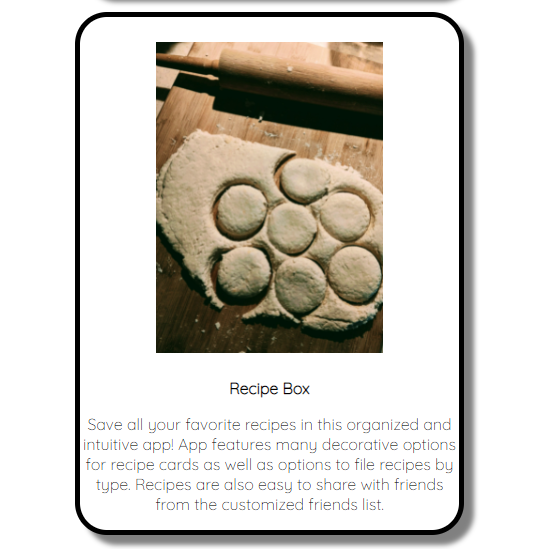 Recipe Box
Save all your favorite recipes in this organized and
intuitive app! App features many decorative options
for recipe cards as well as options to file recipes by
type. Recipes are also easy to share with friends
from the customized friends list.